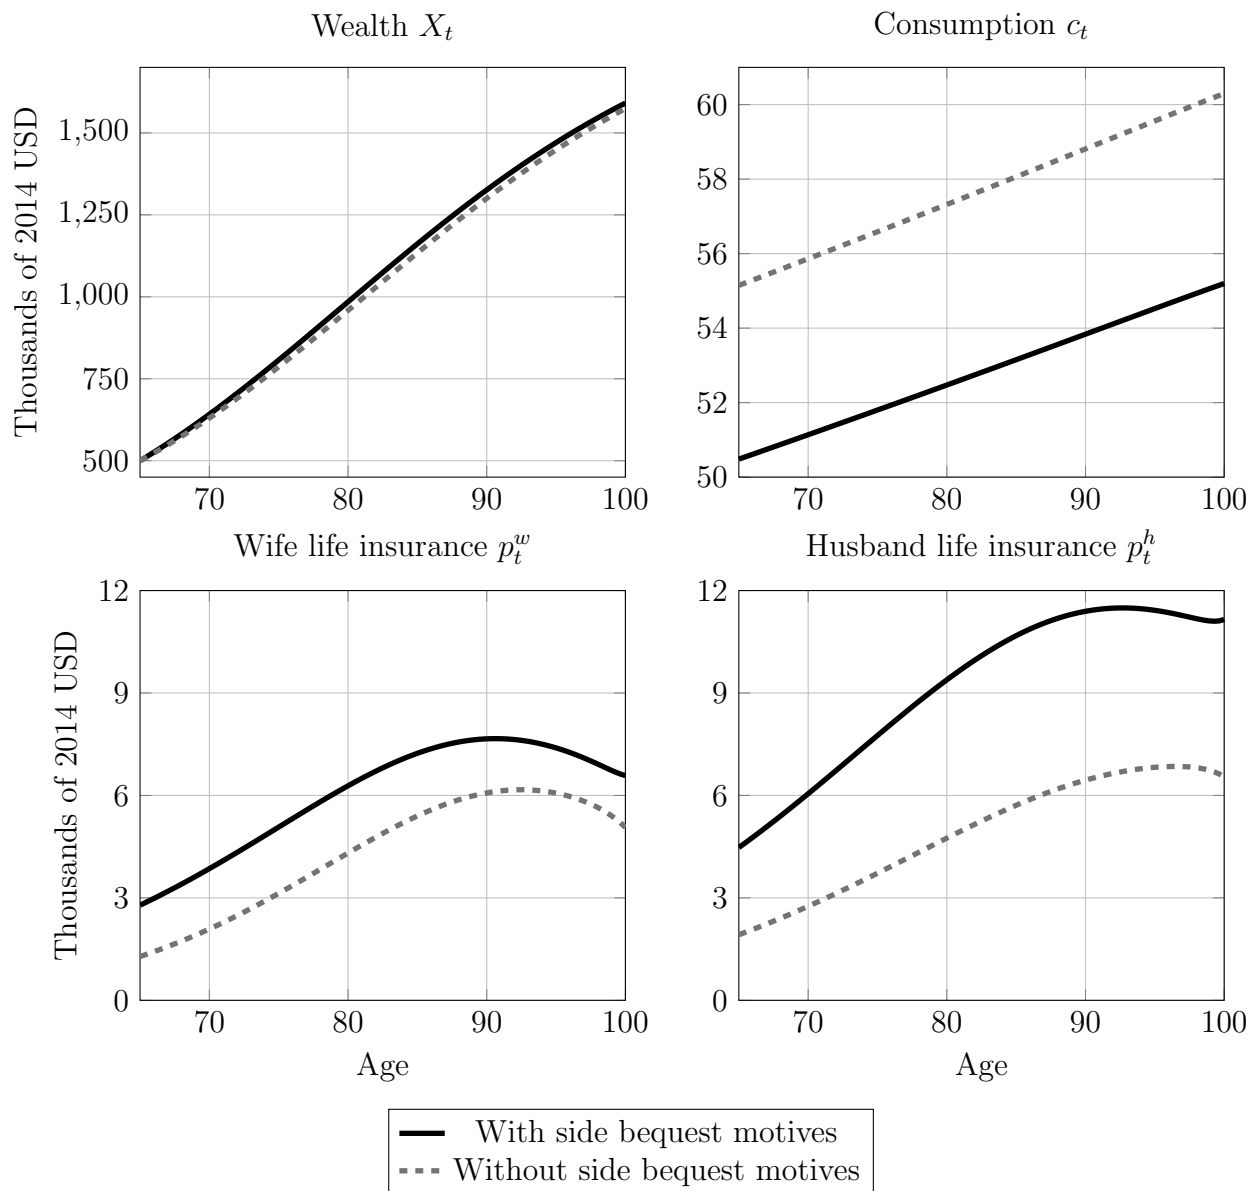 Wealth X_t
Consumption c_t
Thousands of 2014 USD
1,500
1,250
1,000
750
500
70 80 90 100
60
58
56
54
52
50
70 80 90 100
Wife life insurance p_t^w
Husband life insurance p_t^h
Thousands of 2014 USD
12
9
6
3
0
70 80 90 100
Age
12
9
6
3
0
70 80 90 100
Age
With side bequest motives
Without side bequest motives